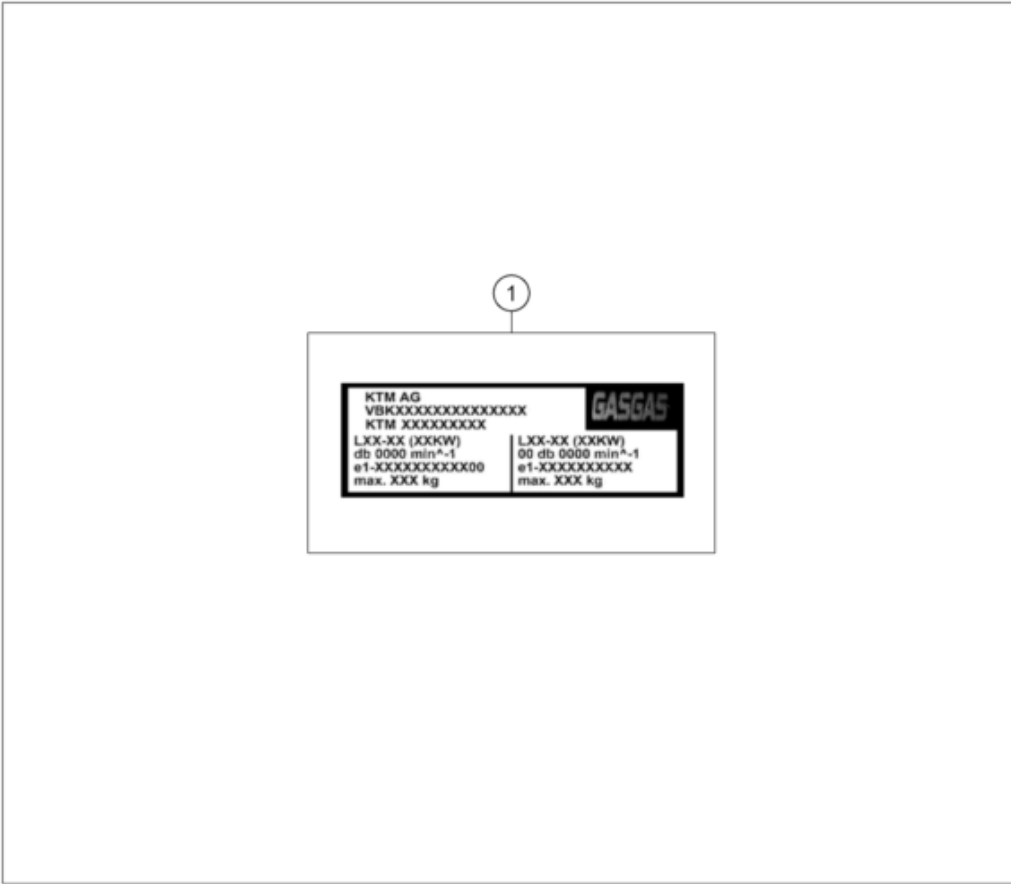 1
KTM AG
VBKXXXXXXXXXXXXXX
KTM XXXXXXXXX
GASGAS
LXX-XX (XXKW)
db 0000 min^-1
e1-XXXXXXXXXX00
max. XXX kg
LXX-XX (XXKW)
00 db 0000 min^-1
e1-XXXXXXXXXX
max. XXX kg